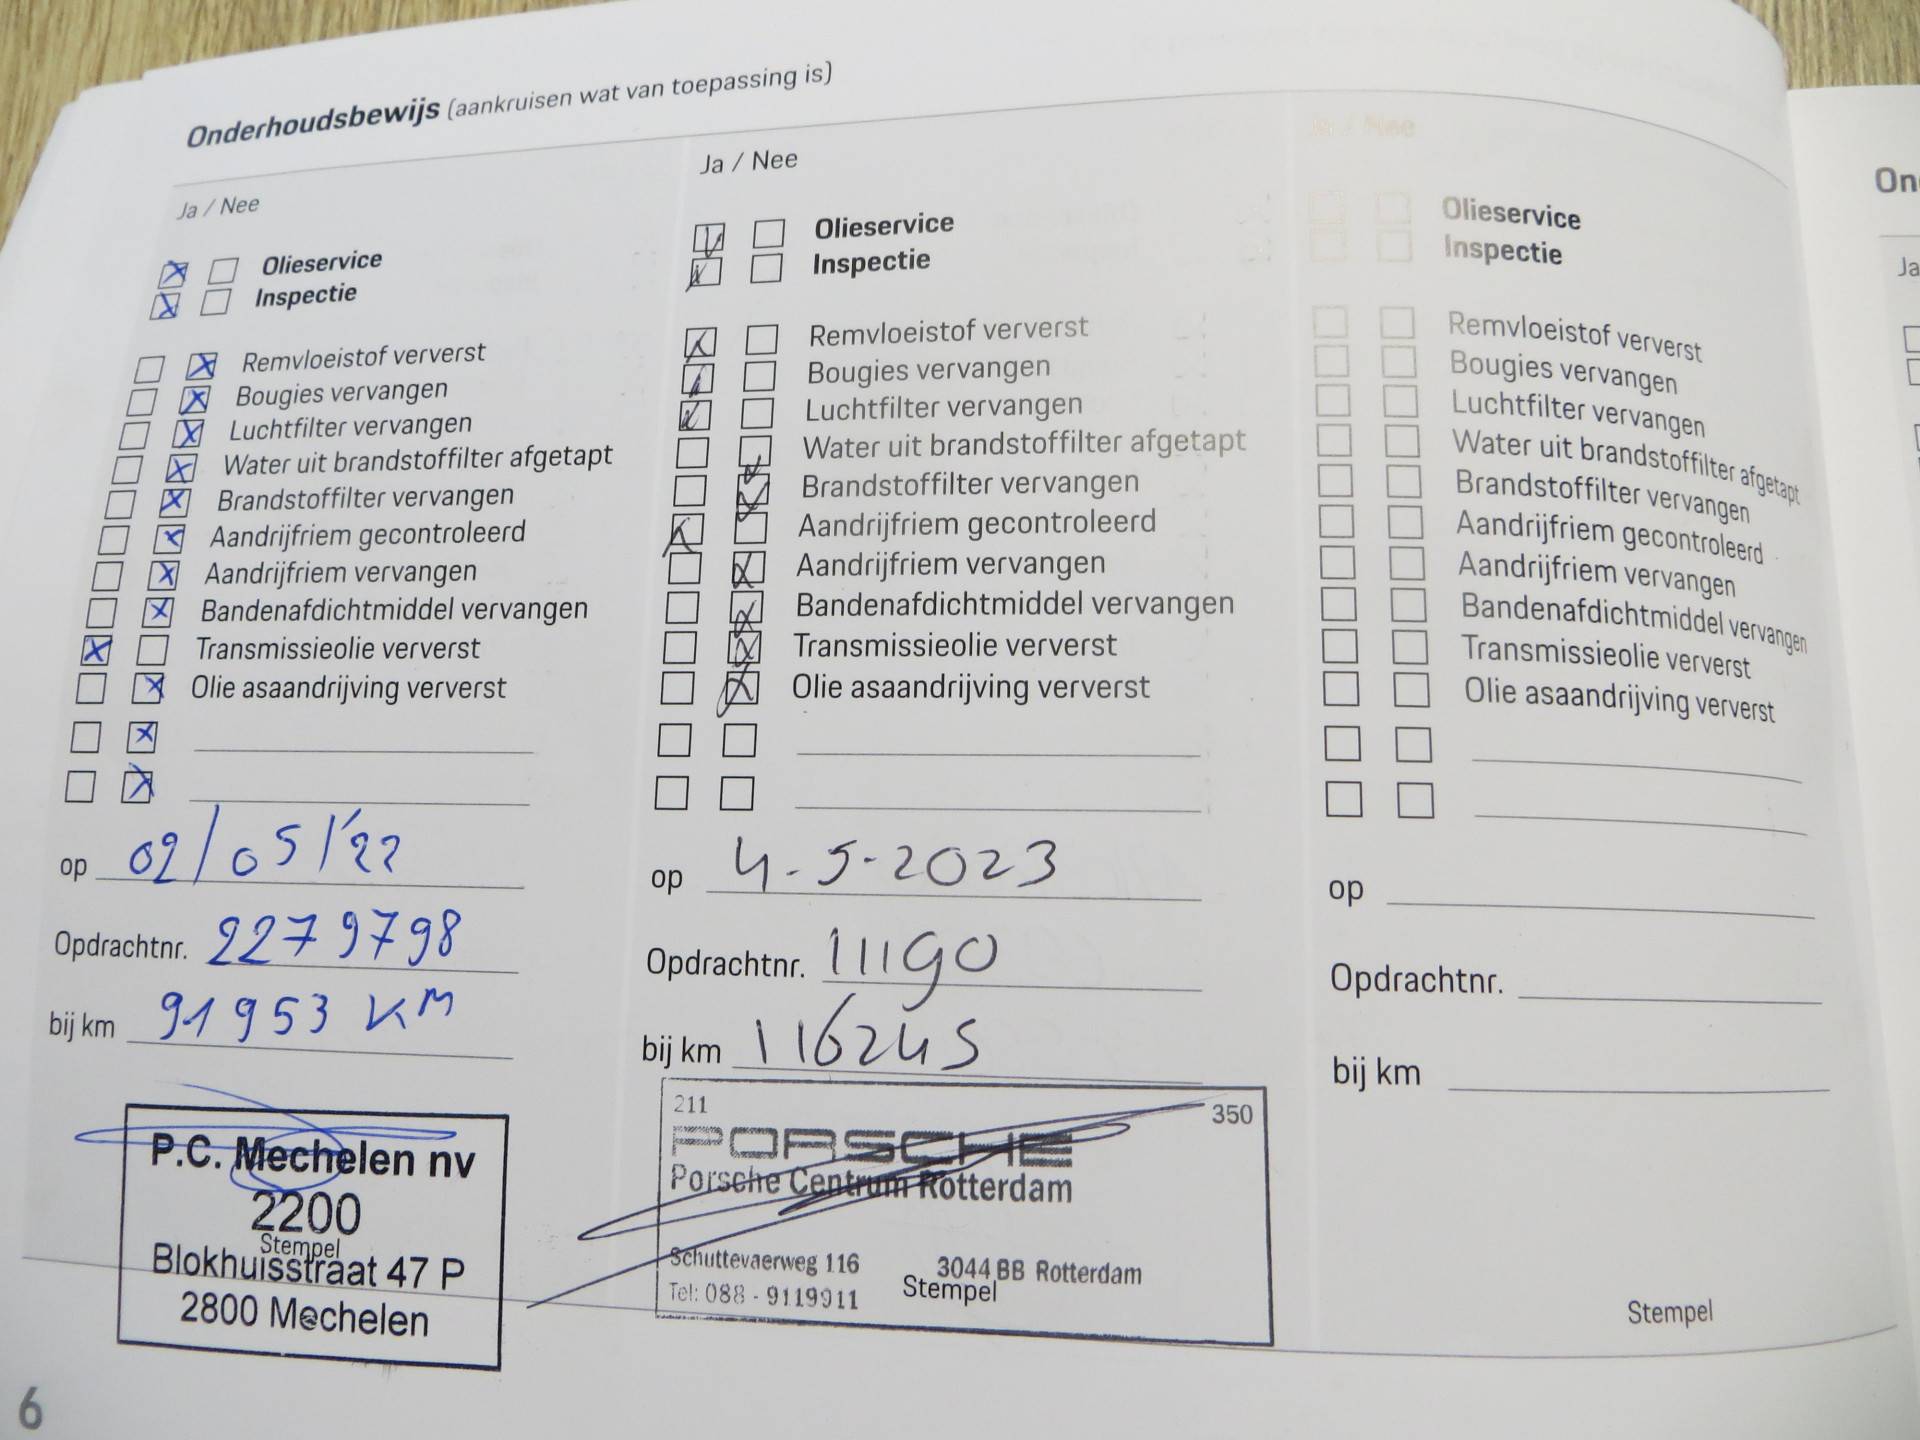 Onderhoudsbewijs (aankruisen wat van toepassing is)
Ja / Nee
Olieservice
Inspectie
Remvloeistof ververst
Bougies vervangen
Luchtfilter vervangen
Water uit brandstoffilter afgetapt
Brandstoffilter vervangen
Aandrijfriem gecontroleerd
Aandrijfriem vervangen
Bandenafdichtmiddel vervangen
Transmissieolie ververst
Olie asaandrijving ververst
op 02/05/'22
Opdrachtnr. 2279798
bij km 91953 KM
P.C. Mechelen nv
2200
Stempel
Blokhuisstraat 47 P
2800 Mechelen
6
Ja / Nee
Olieservice
Inspectie
Remvloeistof ververst
Bougies vervangen
Luchtfilter vervangen
Water uit brandstoffilter afgetapt
Brandstoffilter vervangen
Aandrijfriem gecontroleerd
Aandrijfriem vervangen
Bandenafdichtmiddel vervangen
Transmissieolie ververst
Olie asaandrijving ververst
op 4-5-2023
Opdrachtnr. 111190
bij km 116245
211 350
PORSCHE
Porsche Centrum Rotterdam
Schuttevaerweg 116 3044 BB Rotterdam
Tel: 088 - 9119911 Stempel
Ja / Nee
Olieservice
Inspectie
Remvloeistof ververst
Bougies vervangen
Luchtfilter vervangen
Water uit brandstoffilter afgetapt
Brandstoffilter vervangen
Aandrijfriem gecontroleerd
Aandrijfriem vervangen
Bandenafdichtmiddel vervangen
Transmissieolie ververst
Olie asaandrijving ververst
op
Opdrachtnr.
bij km
Stempel
On
Ja